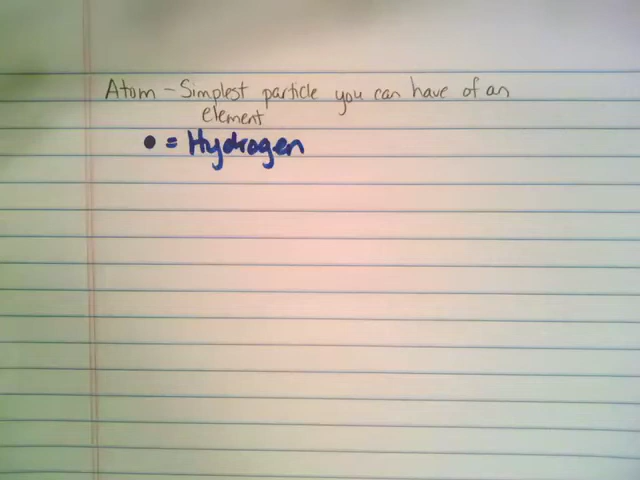 Atom - Simplest particle you can have of an
element
● = Hydrogen